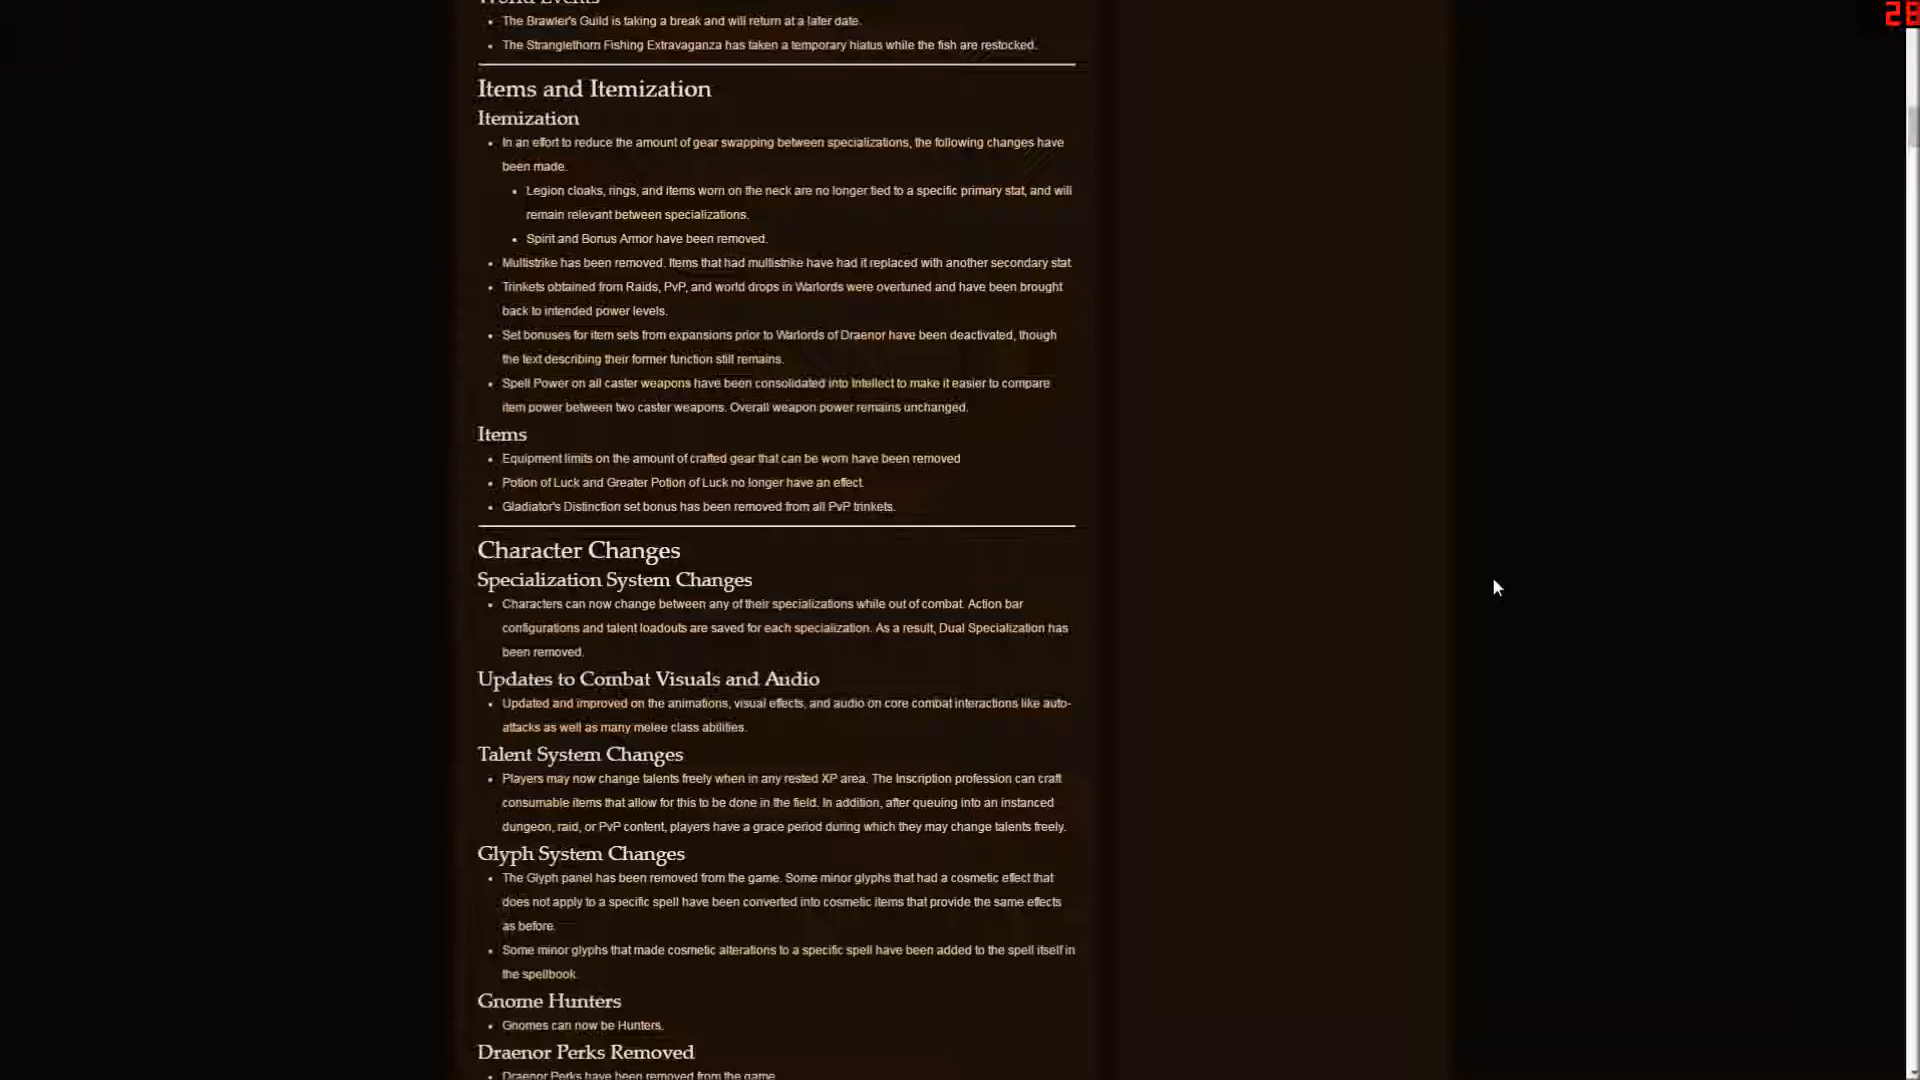 World Events
28
The Brawler's Guild is taking a break and will return at a later date.
The Stranglethorn Fishing Extravaganza has taken a temporary hiatus while the fish are restocked.
Items and Itemization
Itemization
In an effort to reduce the amount of gear swapping between specializations, the following changes have
been made.
Legion cloaks, rings, and items worn on the neck are no longer tied to a specific primary stat, and will
remain relevant between specializations.
Spirit and Bonus Armor have been removed.
Multistrike has been removed. Items that had multistrike have had it replaced with another secondary stat
Trinkets obtained from Raids, PvP, and world drops in Warlords were overtuned and have been brought
back to intended power levels.
Set bonuses for item sets from expansions prior to Warlords of Draenor have been deactivated, though
the text describing their former function still remains.
Spell Power on all caster weapons have been consolidated into Intellect to make it easier to compare
item power between two caster weapons. Overall weapon power remains unchanged.
Items
Equipment limits on the amount of crafted gear that can be worn have been removed
Potion of Luck and Greater Potion of Luck no longer have an effect.
Gladiator's Distinction set bonus has been removed from all PvP trinkets.
Character Changes
Specialization System Changes
Characters can now change between any of their specializations while out of combat. Action bar
configurations and talent loadouts are saved for each specialization. As a result, Dual Specialization has
been removed.
Updates to Combat Visuals and Audio
Updated and improved on the animations, visual effects, and audio on core combat interactions like auto-
attacks as well as many melee class abilities.
Talent System Changes
Players may now change talents freely when in any rested XP area. The Inscription profession can craft
consumable items that allow for this to be done in the field. In addition, after queuing into an instanced
dungeon, raid, or PvP content, players have a grace period during which they may change talents freely.
Glyph System Changes
The Glyph panel has been removed from the game. Some minor glyphs that had a cosmetic effect that
does not apply to a specific spell have been converted into cosmetic items that provide the same effects
as before.
Some minor glyphs that made cosmetic alterations to a specific spell have been added to the spell itself in
the spellbook.
Gnome Hunters
Gnomes can now be Hunters.
Draenor Perks Removed
Draenor Perks have been removed from the game